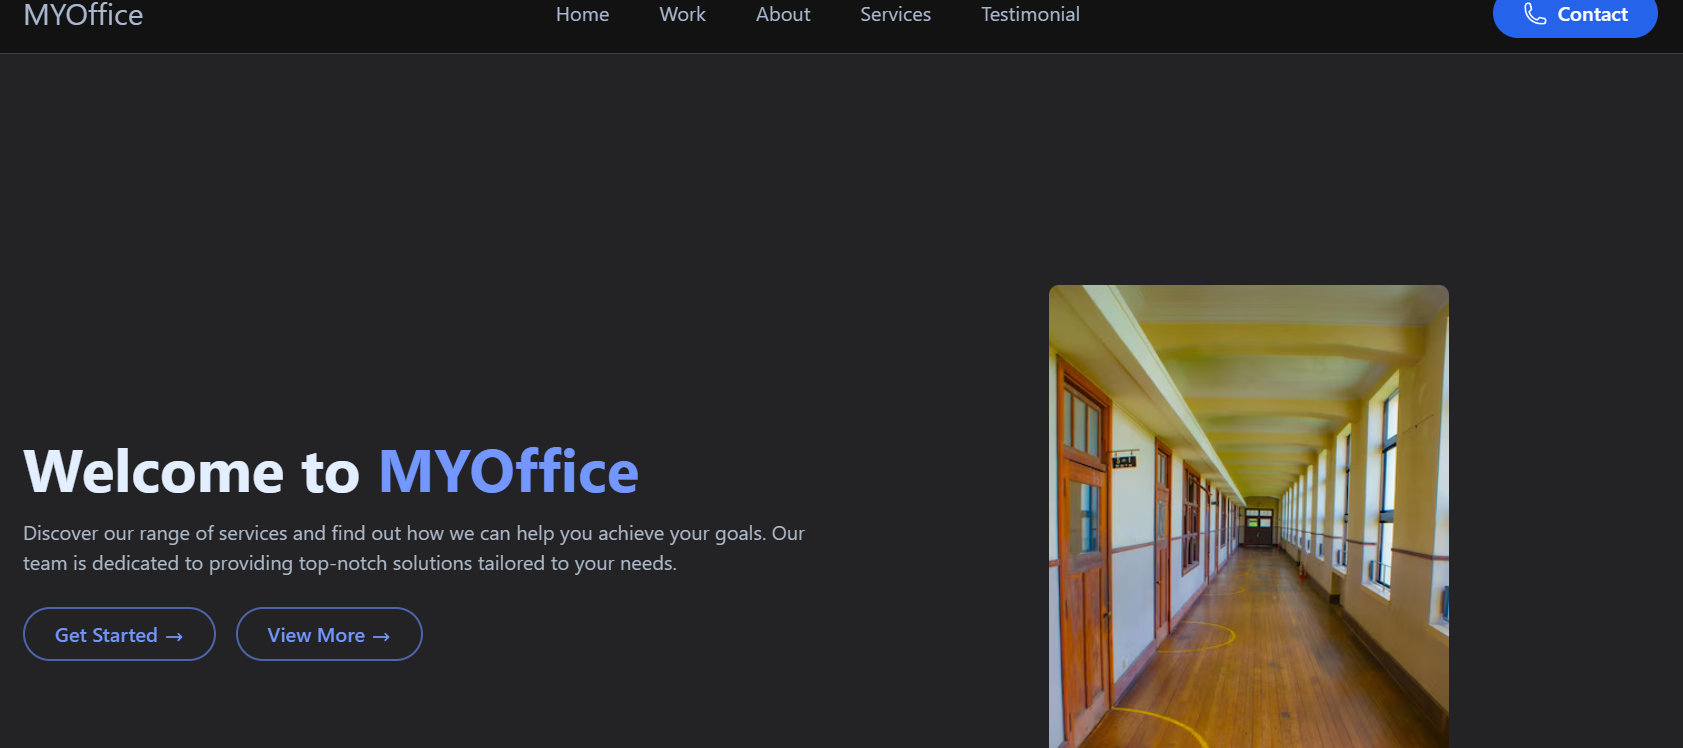 MYOffice
Home
Work
About
Services
Testimonial
Contact
Welcome to MYOffice
Discover our range of services and find out how we can help you achieve your goals. Our
team is dedicated to providing top-notch solutions tailored to your needs.
Get Started →
View More →